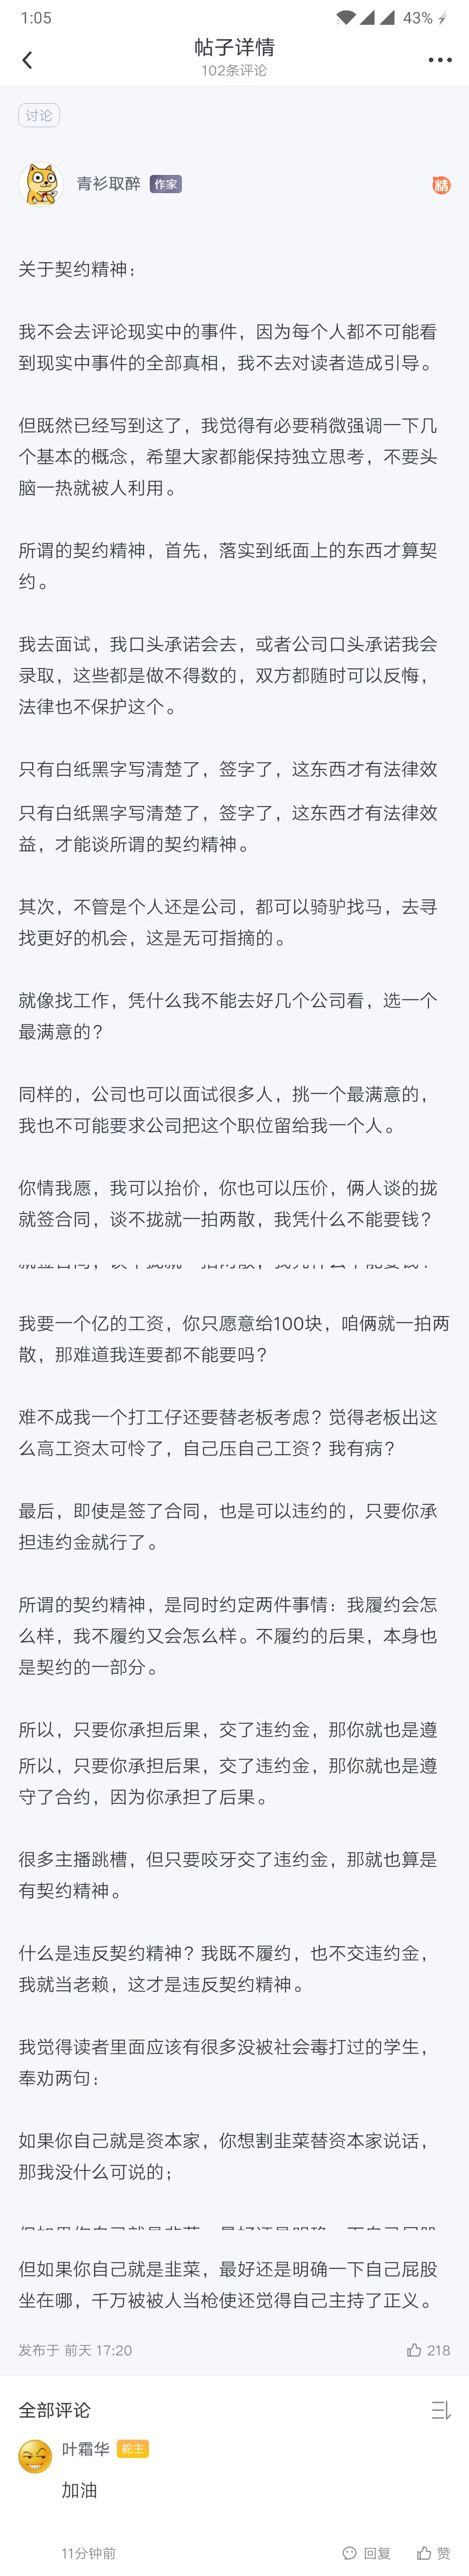 1:05
43%
帖子详情
102条评论
讨论
青衫取醉 作家
精
关于契约精神：
我不会去评论现实中的事件，因为每个人都不可能看
到现实中事件的全部真相，我不去对读者造成引导。
但既然已经写到这了，我觉得有必要稍微强调一下几
个基本的概念，希望大家都能保持独立思考，不要头
脑一热就被人利用。
所谓的契约精神，首先，落实到纸面上的东西才算契
约。
我去面试，我口头承诺会去，或者公司口头承诺我会
录取，这些都是做不得数的，双方都随时可以反悔，
法律也不保护这个。
只有白纸黑字写清楚了，签字了，这东西才有法律效
只有白纸黑字写清楚了，签字了，这东西才有法律效
益，才能谈所谓的契约精神。
其次，不管是个人还是公司，都可以骑驴找马，去寻
找更好的机会，这是无可指摘的。
就像找工作，凭什么我不能去好几个公司看，选一个
最满意的？
同样的，公司也可以面试很多人，挑一个最满意的，
我也不可能要求公司把这个职位留给我一个人。
你情我愿，我可以抬价，你也可以压价，俩人谈的拢
就签合同，谈不拢就一拍两散，我凭什么不能要钱？
我要一个亿的工资，你只愿意给100块，咱俩就一拍两
散，那难道我连要都不能要吗？
难不成我一个打工仔还要替老板考虑？觉得老板出这
么高工资太可怜了，自己压自己工资？我有病？
最后，即使是签了合同，也是可以违约的，只要你承
担违约金就行了。
所谓的契约精神，是同时约定两件事情：我履约会怎
么样，我不履约又会怎么样。不履约的后果，本身也
是契约的一部分。
所以，只要你承担后果，交了违约金，那你就也是遵
所以，只要你承担后果，交了违约金，那你就也是遵
守了合约，因为你承担了后果。
很多主播跳槽，但只要咬牙交了违约金，那就也算是
有契约精神。
什么是违反契约精神？我既不履约，也不交违约金，
我就当老赖，这才是违反契约精神。
我觉得读者里面应该有很多没被社会毒打过的学生，
奉劝两句：
如果你自己就是资本家，你想割韭菜替资本家说话，
那我没什么可说的；
但如果你自己就是韭菜，最好还是明确一下自己屁股
坐在哪，千万被被人当枪使还觉得自己主持了正义。
发布于 前天 17:20 218
全部评论
叶霜华 舵主
加油
11分钟前 回复 赞